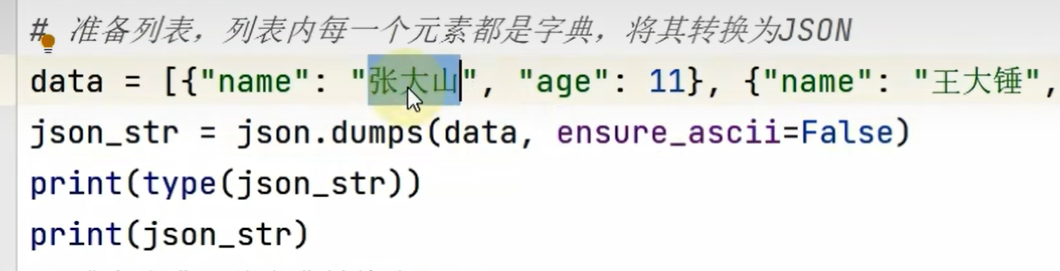 # 准备列表，列表内每一个元素都是字典，将其转换为JSON
data = [{"name": "张大山", "age": 11}, {"name": "王大锤",
json_str = json.dumps(data, ensure_ascii=False)
print(type(json_str))
print(json_str)